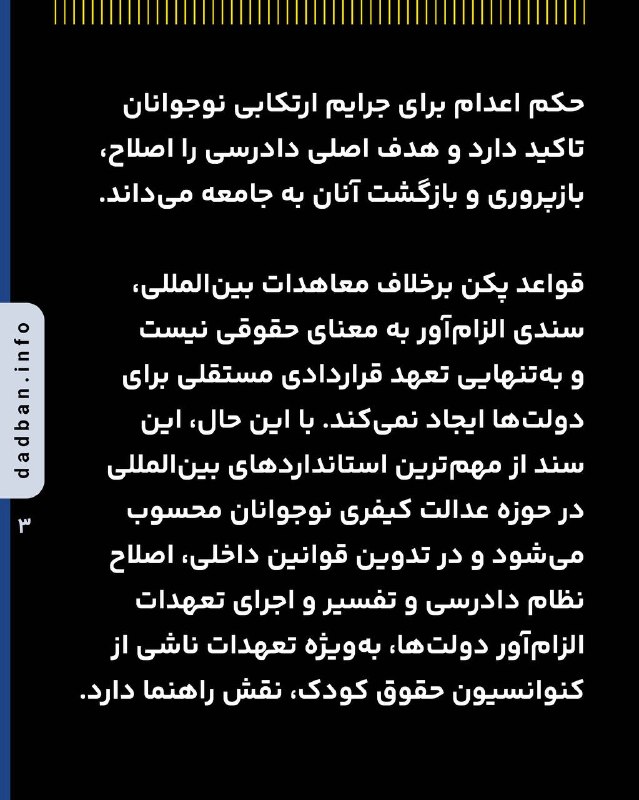 حکم اعدام برای جرایم ارتکابی نوجوانان
تاکید دارد و هدف اصلی دادرسی را اصلاح،
بازپروری و بازگشت آنان به جامعه می‌داند.
قواعد پکن برخلاف معاهدات بین‌المللی،
سندی الزام‌آور به معنای حقوقی نیست
و به‌تنهایی تعهد قراردادی مستقلی برای
دولت‌ها ایجاد نمی‌کند. با این حال، این
سند از مهم‌ترین استانداردهای بین‌المللی
در حوزه عدالت کیفری نوجوانان محسوب
می‌شود و در تدوین قوانین داخلی، اصلاح
نظام دادرسی و تفسیر و اجرای تعهدات
الزام‌آور دولت‌ها، به‌ویژه تعهدات ناشی از
کنوانسیون حقوق کودک، نقش راهنما دارد.
dadban.info
۳